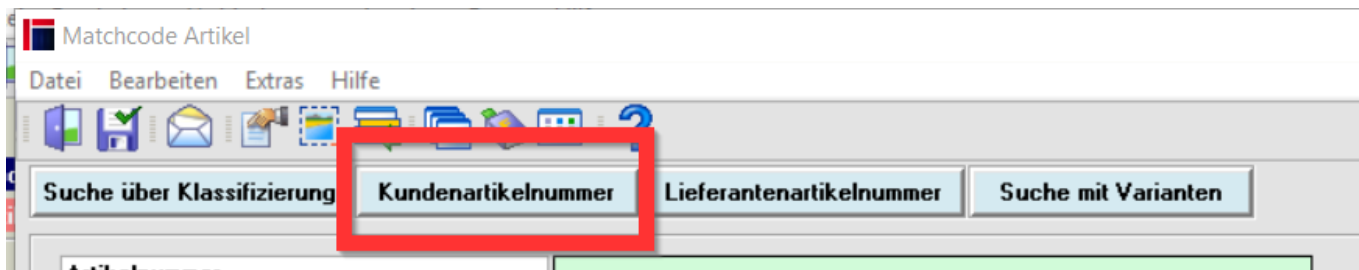 Matchcode Artikel
Datei Bearbeiten Extras Hilfe
Suche über Klassifizierung Kundenartikelnummer Lieferantenartikelnummer Suche mit Varianten